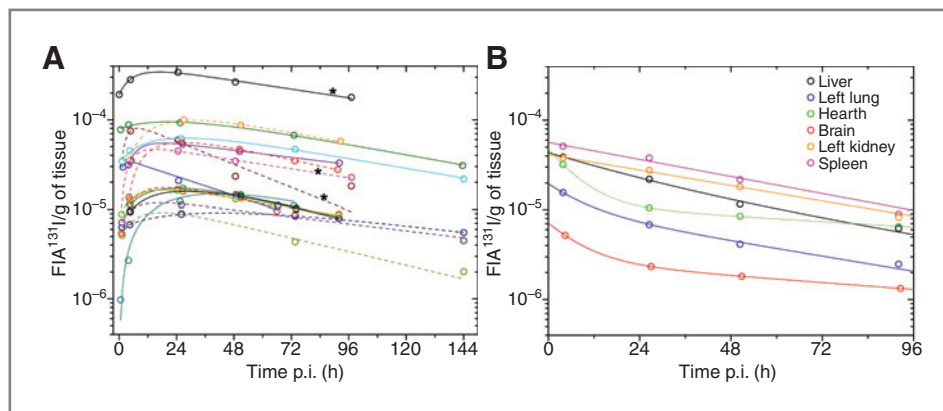 A
B
FIA¹³¹I/g of tissue
10⁻⁴
10⁻⁵
10⁻⁶
*
*
*
0 24 48 72 96 120 144
Time p.i. (h)
FIA¹³¹I/g of tissue
10⁻⁴
10⁻⁵
10⁻⁶
Liver
Left lung
Hearth
Brain
Left kidney
Spleen
0 24 48 72 96
Time p.i. (h)